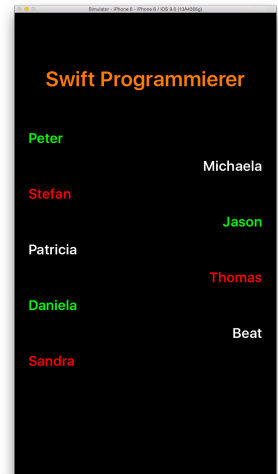 Simulator - iPhone 6 - iPhone 6 / iOS 9.0 (13A4280g)
Swift Programmierer
Peter
Michaela
Stefan
Jason
Patricia
Thomas
Daniela
Beat
Sandra